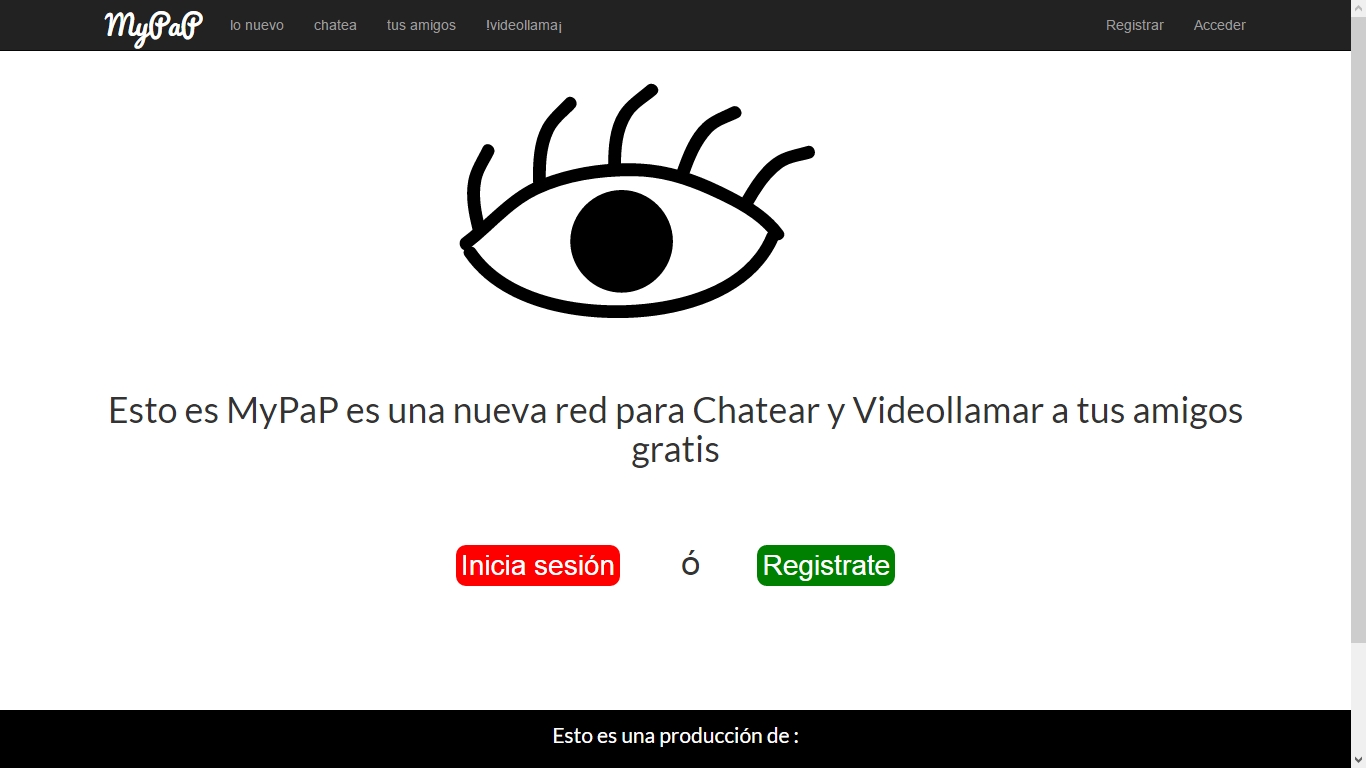 MyPaP lo nuevo chatea tus amigos !videollama¡ Registrar Acceder
Esto es MyPaP es una nueva red para Chatear y Videollamar a tus amigos
gratis
Inicia sesión ó Registrate
Esto es una producción de :